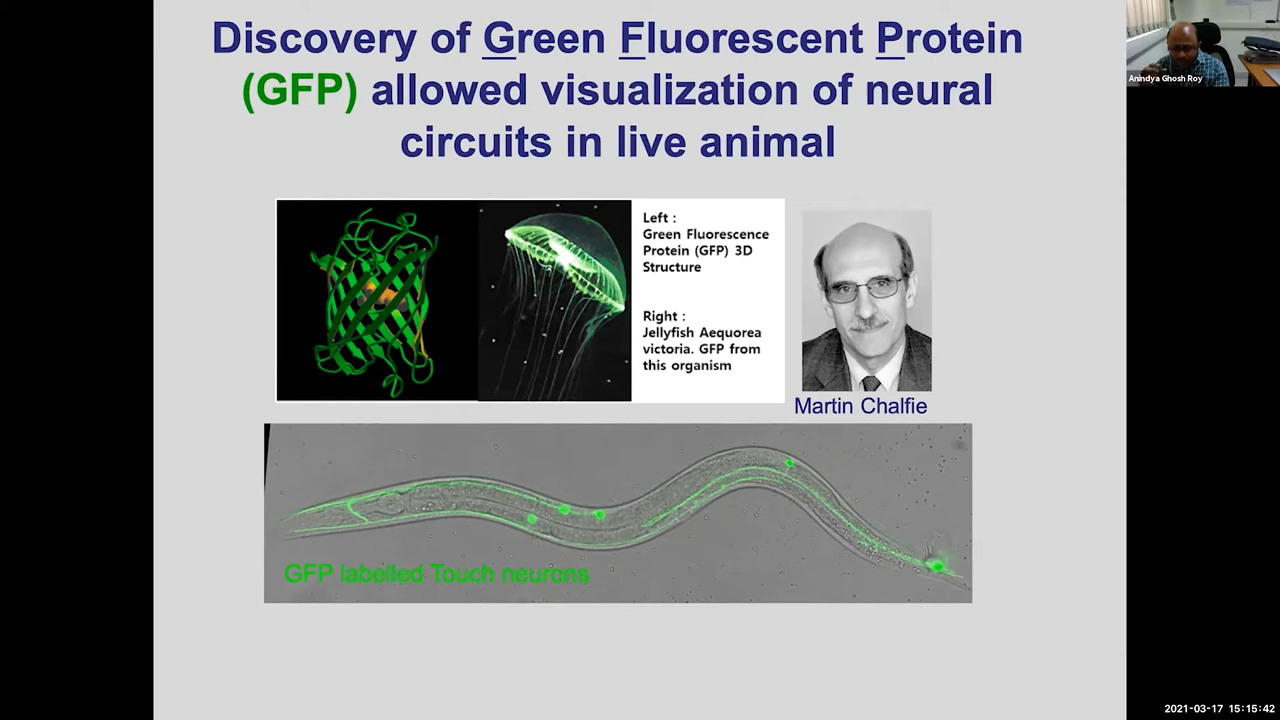 Discovery of Green Fluorescent Protein
(GFP) allowed visualization of neural
circuits in live animal
Anindya Ghosh Roy
Left :
Green Fluorescence
Protein (GFP) 3D
Structure
Right :
Jellyfish Aequorea
victoria. GFP from
this organism
Martin Chalfie
GFP labelled Touch neurons
2021-03-17 15:15:42